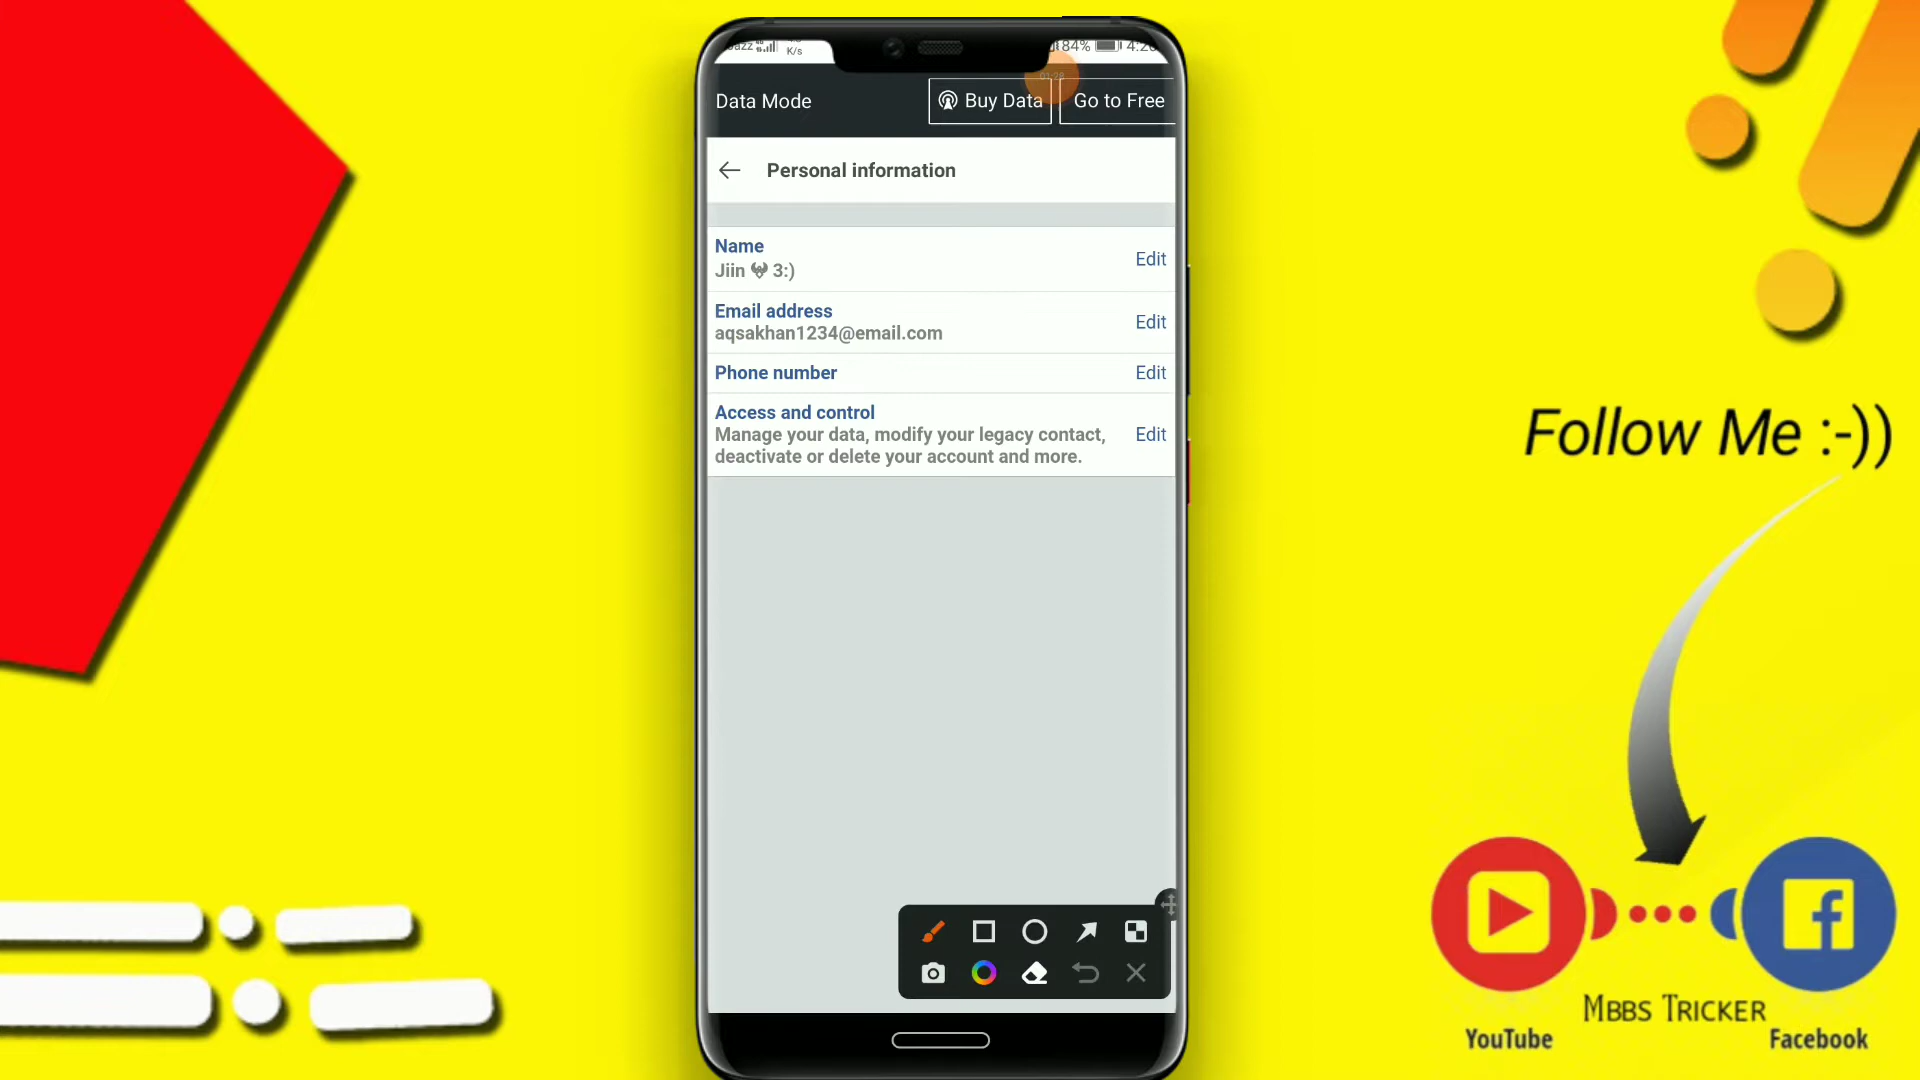 K/s
84%
01:28
Data Mode
Buy Data
Go to Free
Personal information
Name
Jiin 3:)
Edit
Email address
aqsakhan1234@email.com
Edit
Phone number
Edit
Access and control
Manage your data, modify your legacy contact,
deactivate or delete your account and more.
Edit
Follow Me :-))
MBBS TRICKER
YouTube
Facebook